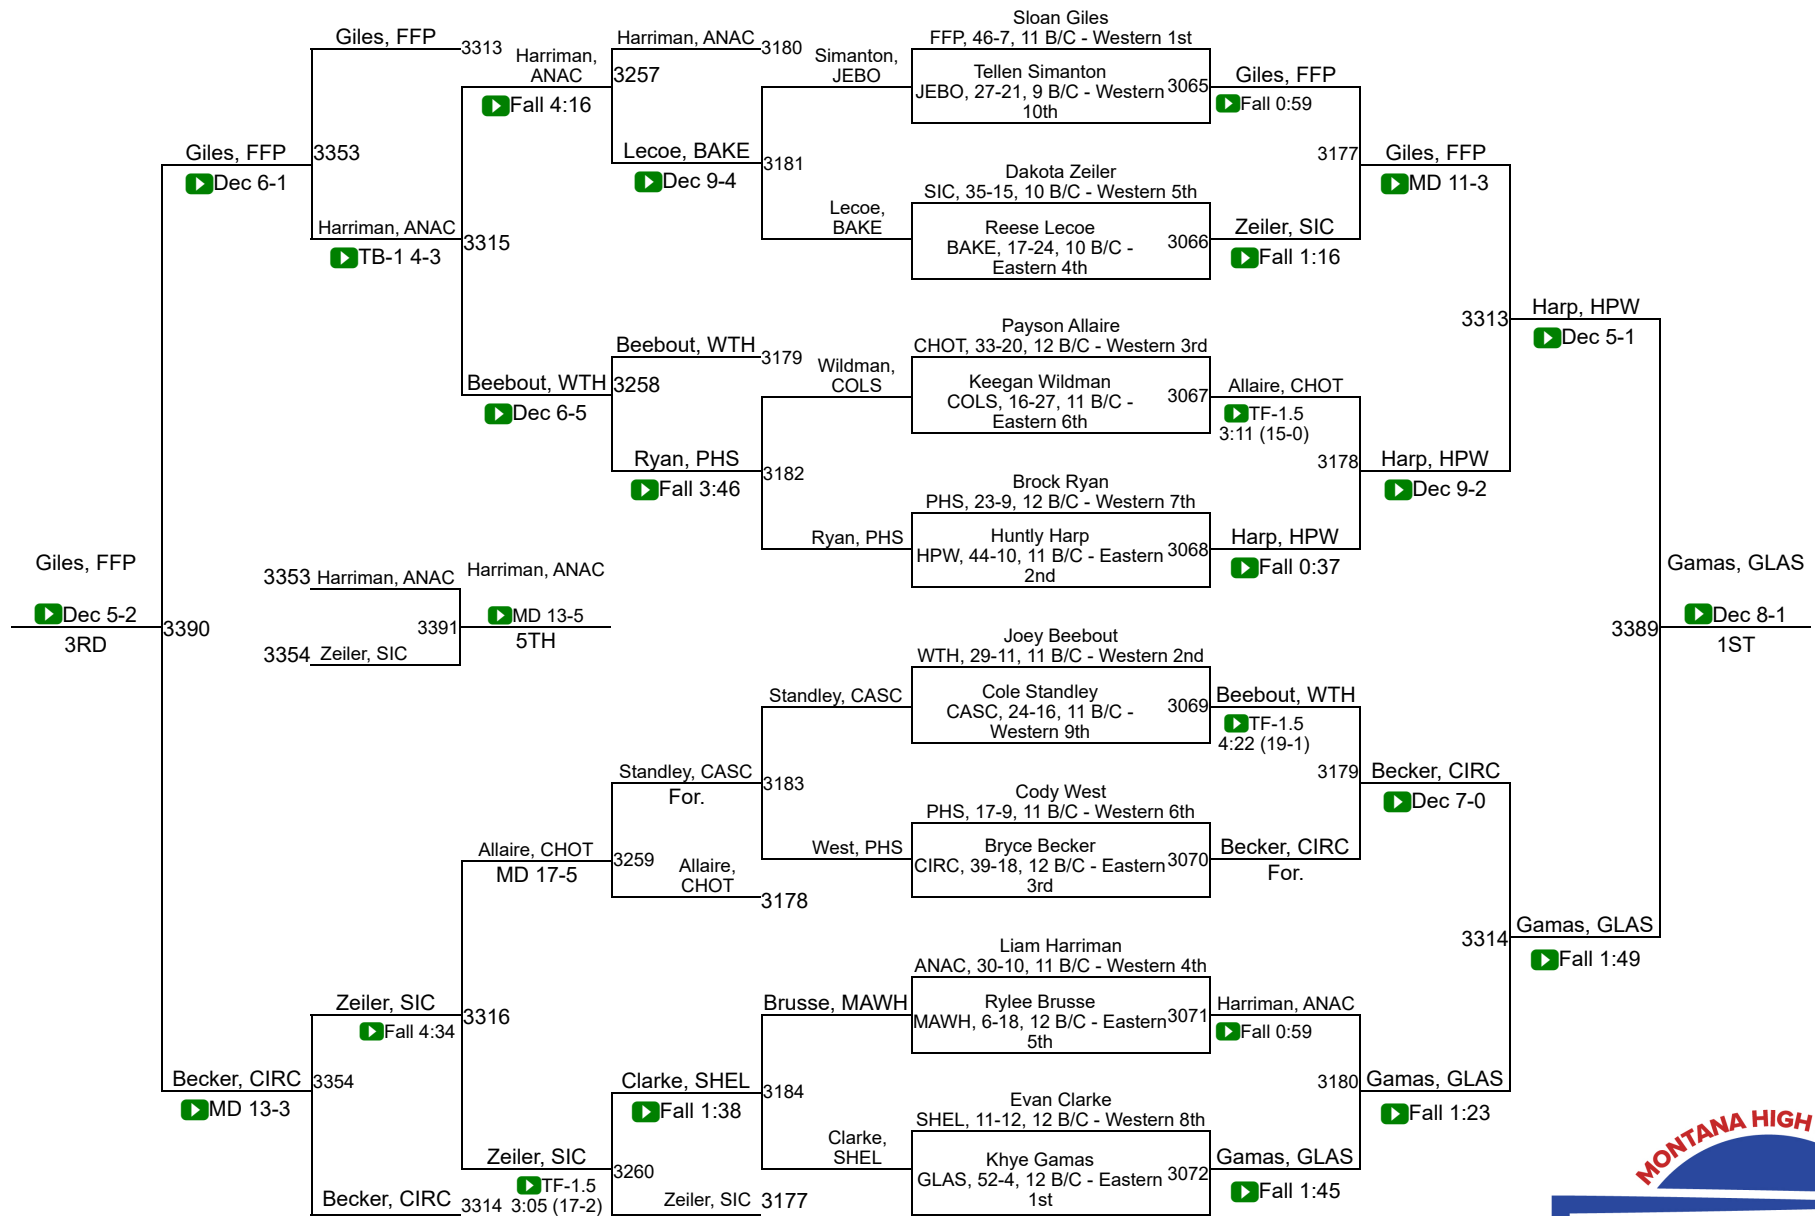 Giles, FFP
3313
Giles, FFP
Dec 6-1
3353
Harriman, ANAC
TB-1 4-3
Harriman,
ANAC
Fall 4:16
3315
Beebout, WTH
Dec 6-5
Harriman, ANAC
3180
3257
Lecoe, BAKE
Dec 9-4
3181
Simanton,
JEBO
Lecoe,
BAKE
Beebout, WTH
3179
3258
Ryan, PHS
Fall 3:46
3182
Wildman,
COLS
Ryan, PHS
Sloan Giles
FFP, 46-7, 11 B/C - Western 1st
Tellen Simanton
JEBO, 27-21, 9 B/C - Western
10th
3065
Giles, FFP
Fall 0:59
Dakota Zeiler
SIC, 35-15, 10 B/C - Western 5th
Reese Lecoe
BAKE, 17-24, 10 B/C -
Eastern 4th
3066
Zeiler, SIC
Fall 1:16
3177
Giles, FFP
MD 11-3
Payson Allaire
CHOT, 33-20, 12 B/C - Western 3rd
Keegan Wildman
COLS, 16-27, 11 B/C -
Eastern 6th
3067
Allaire, CHOT
TF-1.5
3:11 (15-0)
Brock Ryan
PHS, 23-9, 12 B/C - Western 7th
Huntly Harp
HPW, 44-10, 11 B/C - Eastern
2nd
3068
Harp, HPW
Fall 0:37
3178
Harp, HPW
Dec 9-2
3313
Harp, HPW
Dec 5-1
Giles, FFP
Dec 5-2
3RD
3390
3353
Harriman, ANAC
3354
Zeiler, SIC
3391
Harriman, ANAC
MD 13-5
5TH
3389
Gamas, GLAS
Dec 8-1
1ST
Joey Beebout
WTH, 29-11, 11 B/C - Western 2nd
Cole Standley
CASC, 24-16, 11 B/C -
Western 9th
3069
Beebout, WTH
TF-1.5
4:22 (19-1)
Cody West
PHS, 17-9, 11 B/C - Western 6th
Bryce Becker
CIRC, 39-18, 12 B/C - Eastern
3rd
3070
Becker, CIRC
For.
3179
Becker, CIRC
Dec 7-0
Standley, CASC
West, PHS
3183
Standley, CASC
For.
3259
Allaire,
CHOT
3178
Allaire, CHOT
MD 17-5
Liam Harriman
ANAC, 30-10, 11 B/C - Western 4th
Rylee Brusse
MAWH, 6-18, 12 B/C - Eastern
5th
3071
Harriman, ANAC
Fall 0:59
Evan Clarke
SHEL, 11-12, 12 B/C - Western 8th
Khye Gamas
GLAS, 52-4, 12 B/C - Eastern
1st
3072
Gamas, GLAS
Fall 1:45
3180
Gamas, GLAS
Fall 1:23
3314
Gamas, GLAS
Fall 1:49
Brusse, MAWH
Clarke,
SHEL
3184
Clarke, SHEL
Fall 1:38
3260
Zeiler, SIC
3177
Zeiler, SIC
TF-1.5
3:05 (17-2)
3316
Zeiler, SIC
Fall 4:34
3354
Becker, CIRC
3314
Becker, CIRC
MD 13-3
MONTANA HIGH